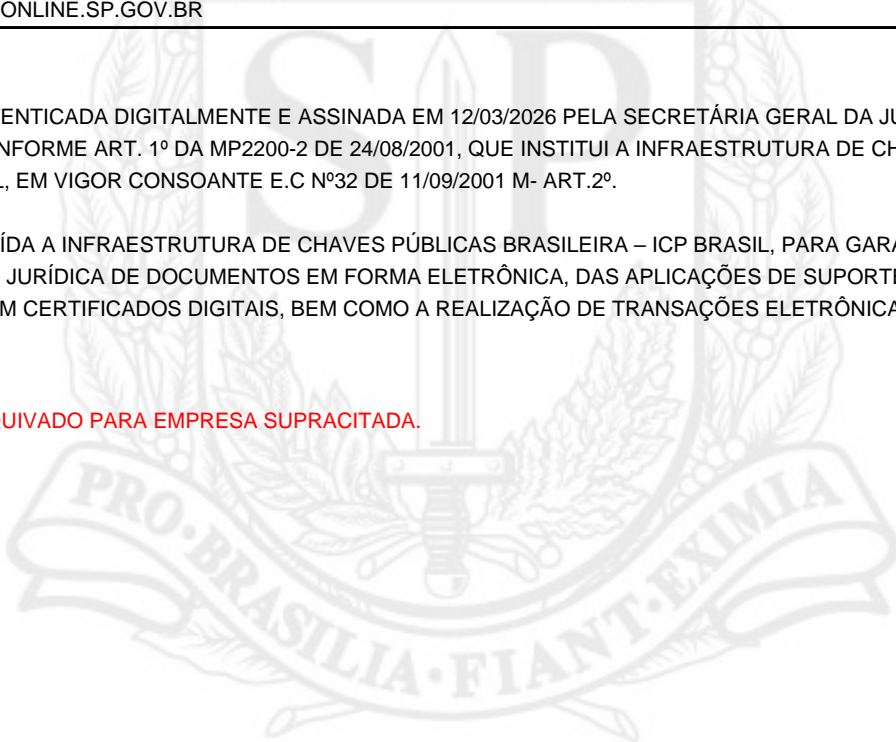 ONLINE.SP.GOV.BR
ENTICADA DIGITALMENTE E ASSINADA EM 12/03/2026 PELA SECRETÁRIA GERAL DA JU
NFORME ART. 1º DA MP2200-2 DE 24/08/2001, QUE INSTITUI A INFRAESTRUTURA DE CH
L, EM VIGOR CONSOANTE E.C Nº32 DE 11/09/2001 M- ART.2º.
ÍDA A INFRAESTRUTURA DE CHAVES PÚBLICAS BRASILEIRA – ICP BRASIL, PARA GARA
JURÍDICA DE DOCUMENTOS EM FORMA ELETRÔNICA, DAS APLICAÇÕES DE SUPORTE
M CERTIFICADOS DIGITAIS, BEM COMO A REALIZAÇÃO DE TRANSAÇÕES ELETRÔNICA
QUIVADO PARA EMPRESA SUPRACITADA.
SP
PRO·BRASILIA·FIANT·EXIMIA